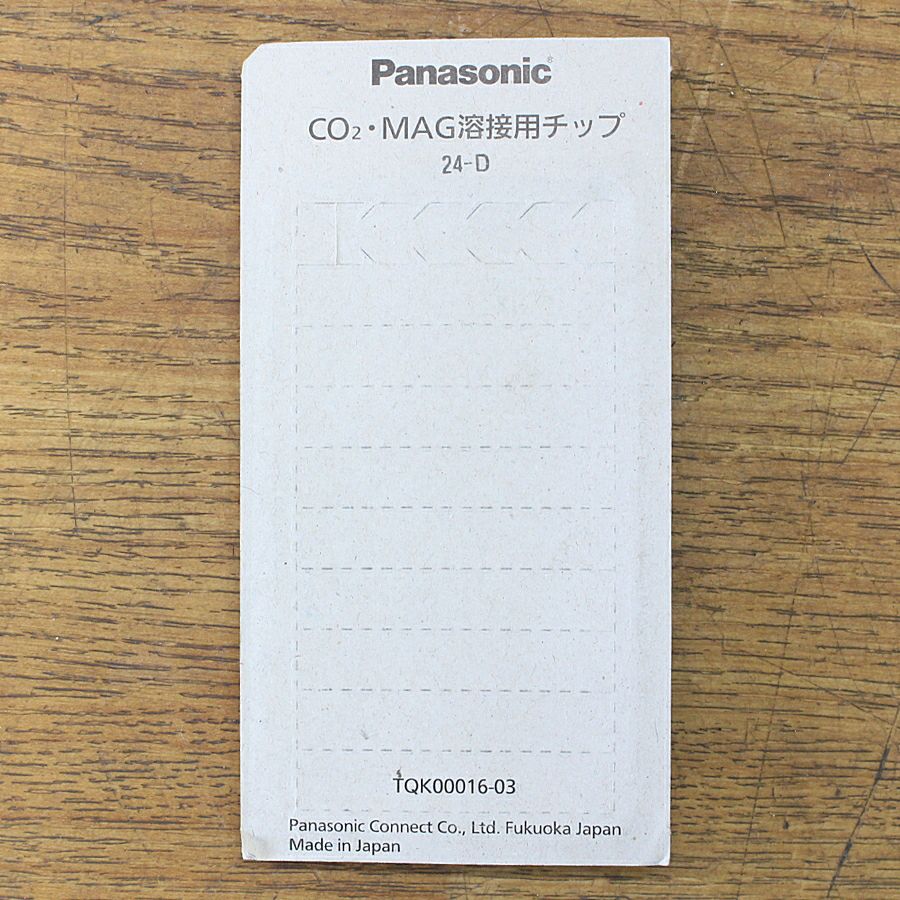 Panasonic®
CO₂・MAG溶接用チップ
24-D
TQK00016-03
Panasonic Connect Co., Ltd. Fukuoka Japan
Made in Japan